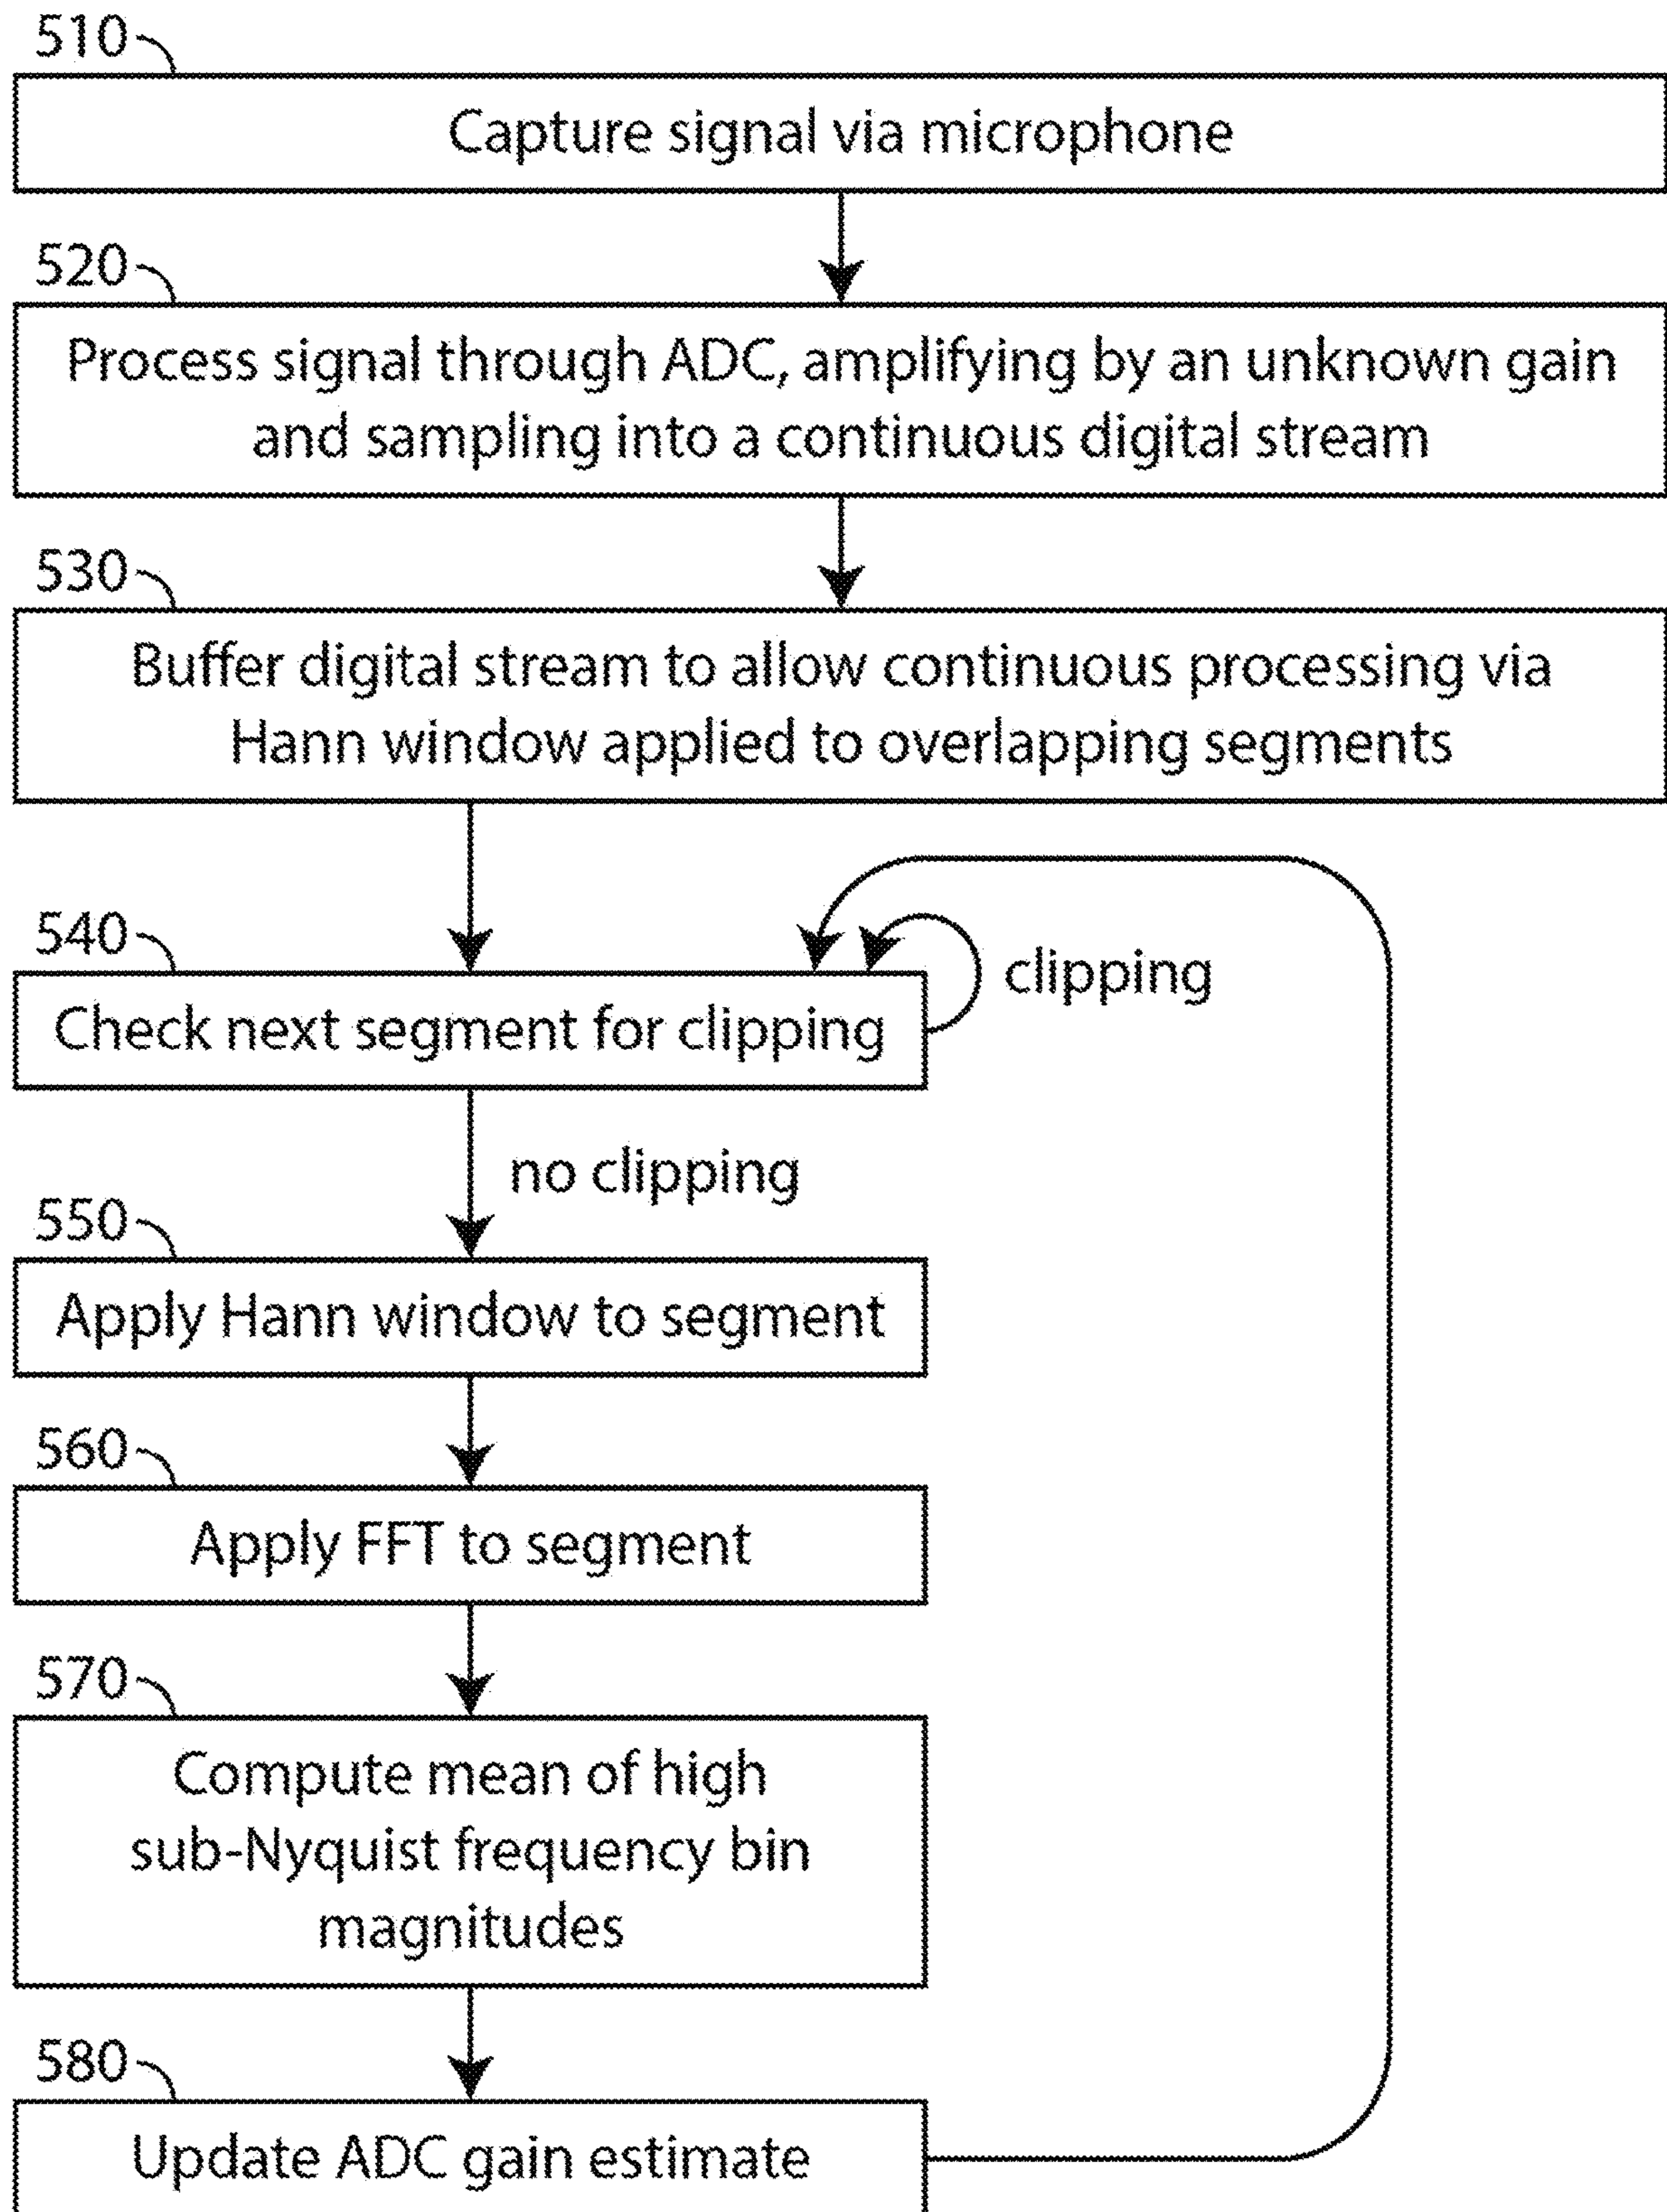 510
Capture signal via microphone
520
Process signal through ADC, amplifying by an unknown gain
and sampling into a continuous digital stream
530
Buffer digital stream to allow continuous processing via
Hann window applied to overlapping segments
540
clipping
Check next segment for clipping
no clipping
550
Apply Hann window to segment
560
Apply FFT to segment
570
Compute mean of high
sub-Nyquist frequency bin
magnitudes
580
Update ADC gain estimate